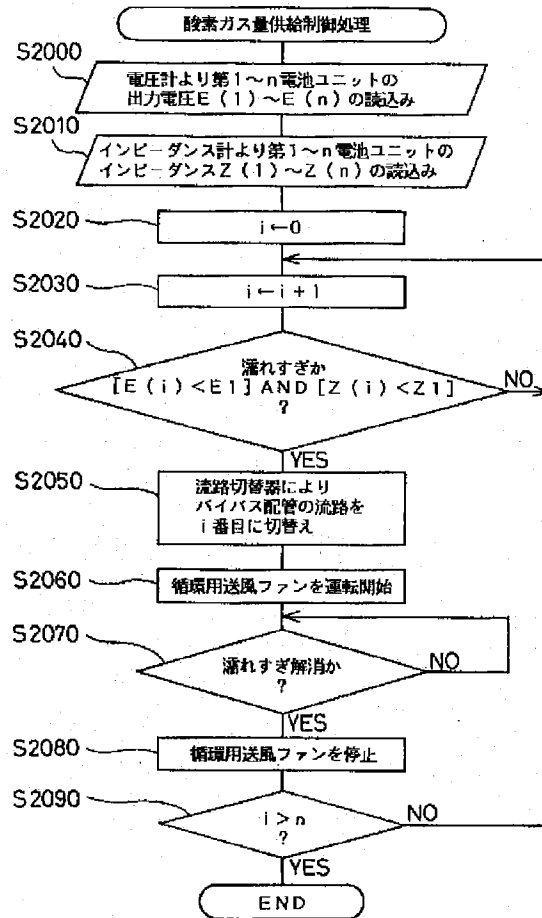 酸素ガス量供給制御処理
S2000
電圧計より第1～n電池ユニットの
出力電圧E(1)～E(n)の読込み
S2010
インピーダンス計より第1～n電池ユニットの
インピーダンスZ(1)～Z(n)の読込み
S2020
i←0
S2030
i←i+1
S2040
濡れすぎか
[E(i)<E1]AND[Z(i)<Z1]
?
NO
YES
S2050
流路切替器により
バイパス配管の流路を
i番目に切替え
S2060
循環用送風ファンを運転開始
S2070
濡れすぎ解消か
?
NO
YES
S2080
循環用送風ファンを停止
S2090
i>n
?
NO
YES
END